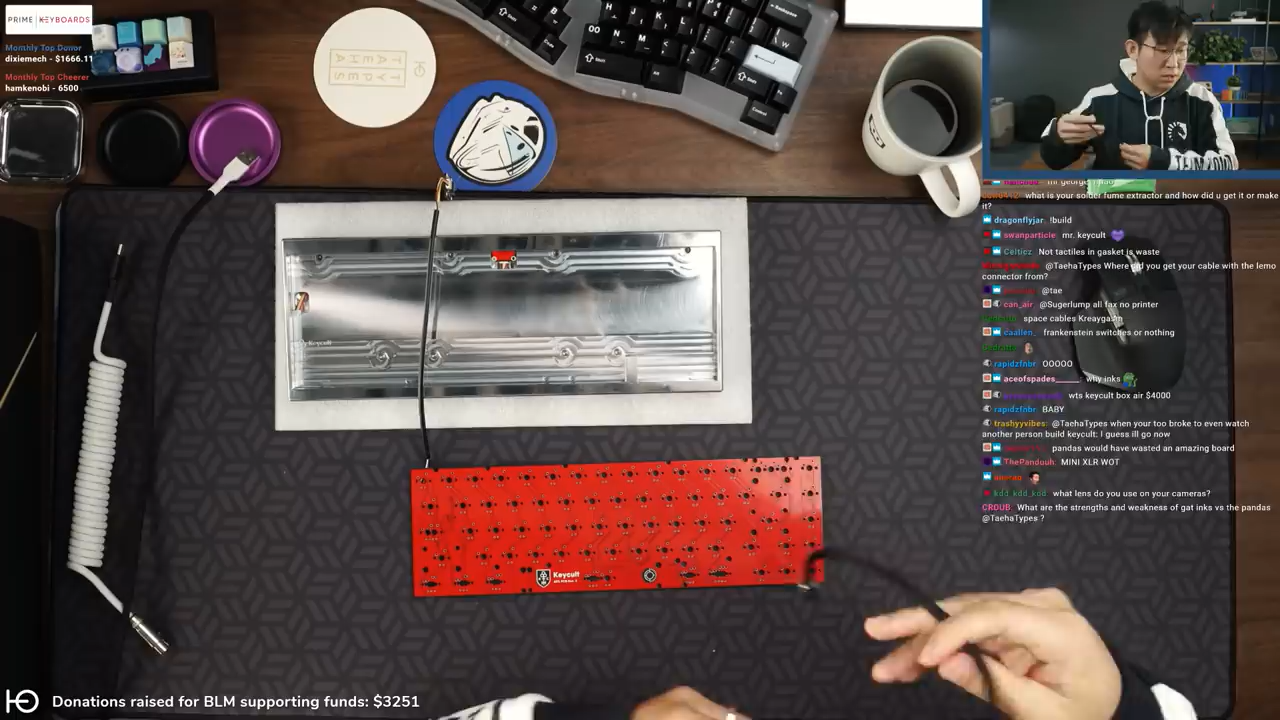 PRIME KEYBOARDS
Monthly Top Donor
dixiemech - $1666.11
Monthly Top Cheerer
hamkenobi - 6500
TAEHA
TYPES
Keycult
Keycult
what is your solder fume extractor and how did u get it or make
it?
dragonflyjar !build
swanparticle mr. keycult
Celticz Not tactiles in gasket is waste
@TaehaTypes Where did you get your cable with the lemo
connector from?
@tae
can_air @Sugerlump all fax no printer
space cables Kreaygasm
caallen_ frankenstein switches or nothing
rapidzfnbr OOOOO
aceofspades_____: why inks
wts keycult box air $4000
rapidzfnbr BABY
trashyyvibes: @TaehaTypes when your too broke to even watch
another person build keycult; I guess ill go now
pandas would have wasted an amazing board
ThePandouh: MINI XLR WOT
kdd_kdd_kdd what lens do you use on your cameras?
CROUB What are the strengths and weakness of gat inks vs the pandas
@TaehaTypes ?
Donations raised for BLM supporting funds: $3251